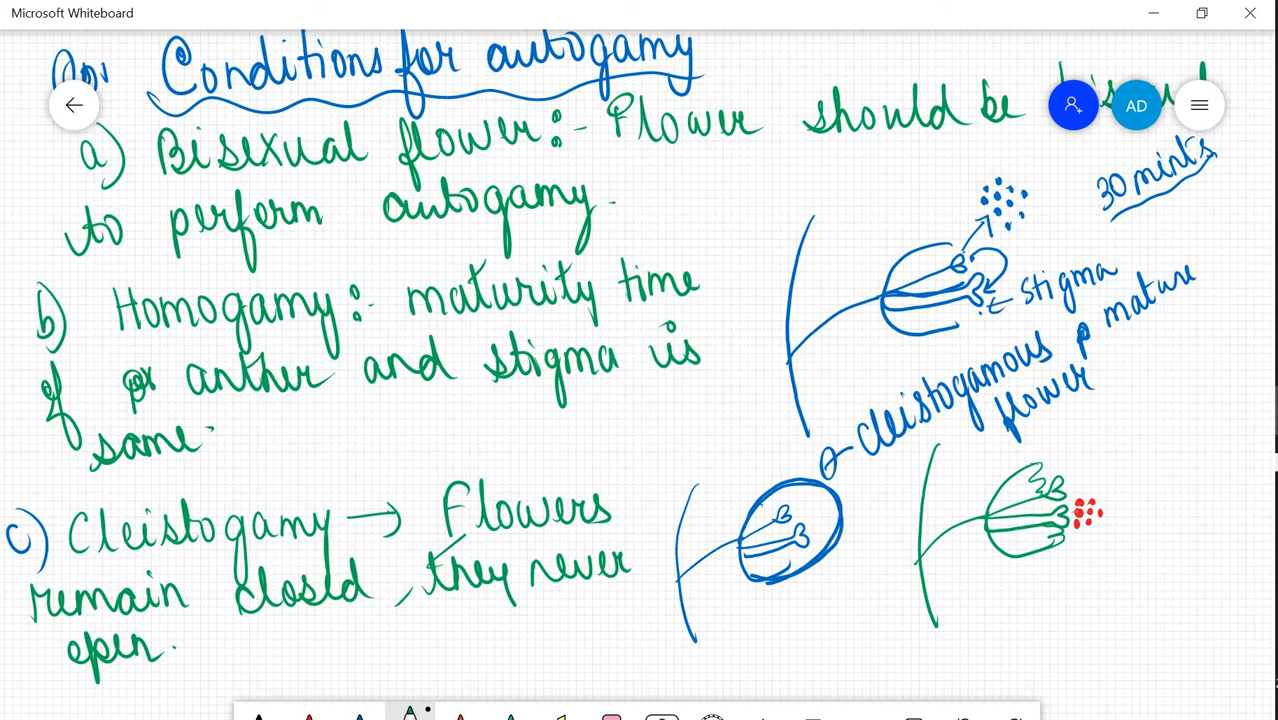 Microsoft Whiteboard
Ans Conditions for autogamy
AD
a) Bisexual flower :- Flower should be
to perform autogamy.
30 mints
b) Homogamy : maturity time
of anther and stigma is
same.
stigma
mature
cleistogamous
flower
c) Cleistogamy → Flowers
remain closed, they never
open.